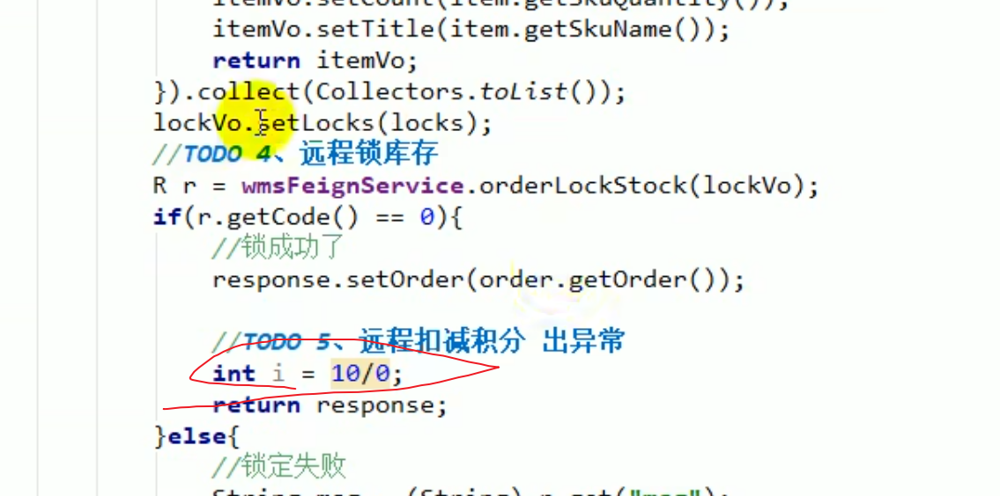 itemVo.setCount(item.getSkuQuantity());
itemVo.setTitle(item.getSkuName());
return itemVo;
}).collect(Collectors.toList());
lockVo.setLocks(locks);
//TODO 4、远程锁库存
R r = wmsFeignService.orderLockStock(lockVo);
if(r.getCode() == 0){
//锁成功了
response.setOrder(order.getOrder());
//TODO 5、远程扣减积分 出异常
int i = 10/0;
return response;
}else{
//锁定失败
String msg = (String) r.get("msg");